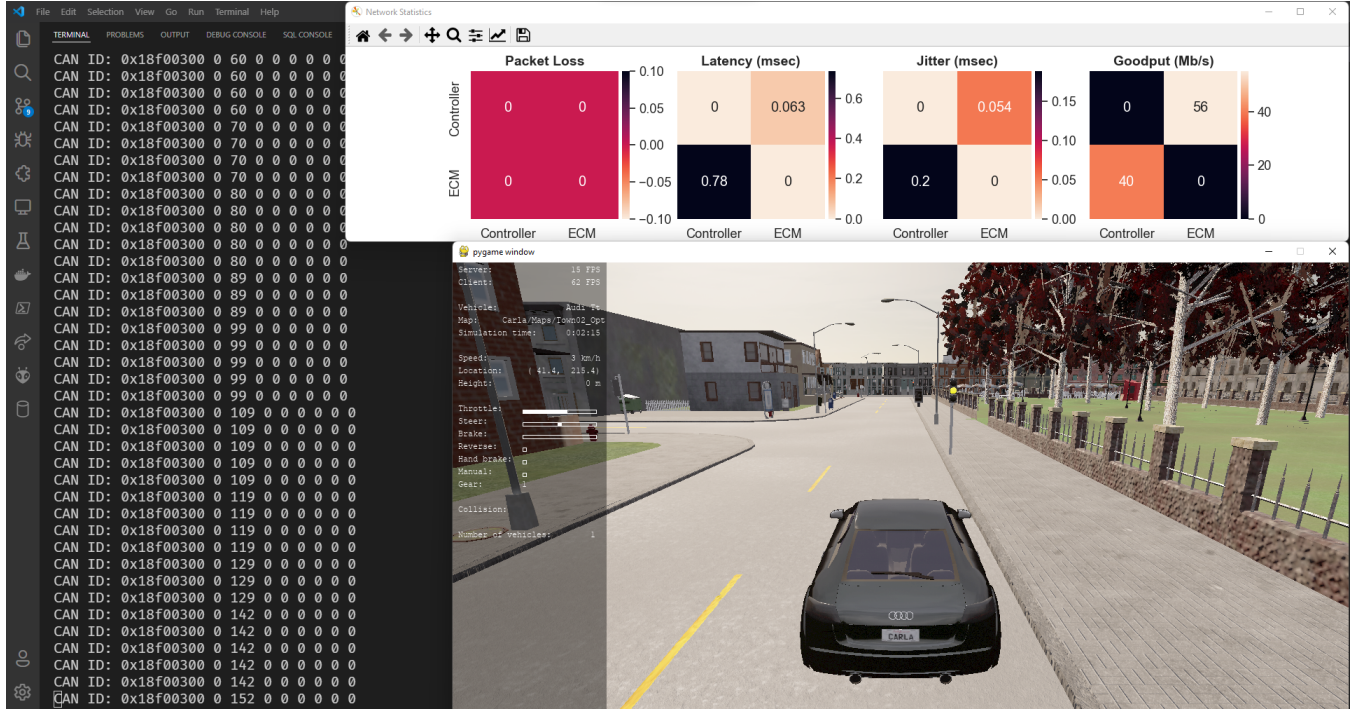 File Edit Selection View Go Run Terminal Help
TERMINAL PROBLEMS OUTPUT DEBUG CONSOLE SQL CONSOLE
9
CAN ID: 0x18f00300 0 60 0 0 0 0 0
CAN ID: 0x18f00300 0 60 0 0 0 0 0
CAN ID: 0x18f00300 0 60 0 0 0 0 0
CAN ID: 0x18f00300 0 60 0 0 0 0 0
CAN ID: 0x18f00300 0 70 0 0 0 0 0
CAN ID: 0x18f00300 0 70 0 0 0 0 0
CAN ID: 0x18f00300 0 70 0 0 0 0 0
CAN ID: 0x18f00300 0 70 0 0 0 0 0
CAN ID: 0x18f00300 0 80 0 0 0 0 0 0
CAN ID: 0x18f00300 0 80 0 0 0 0 0 0
CAN ID: 0x18f00300 0 80 0 0 0 0 0 0
CAN ID: 0x18f00300 0 80 0 0 0 0 0 0
CAN ID: 0x18f00300 0 80 0 0 0 0 0 0
CAN ID: 0x18f00300 0 89 0 0 0 0 0 0
CAN ID: 0x18f00300 0 89 0 0 0 0 0 0
CAN ID: 0x18f00300 0 89 0 0 0 0 0 0
CAN ID: 0x18f00300 0 99 0 0 0 0 0 0
CAN ID: 0x18f00300 0 99 0 0 0 0 0 0
CAN ID: 0x18f00300 0 99 0 0 0 0 0 0
CAN ID: 0x18f00300 0 99 0 0 0 0 0 0
CAN ID: 0x18f00300 0 99 0 0 0 0 0 0
CAN ID: 0x18f00300 0 109 0 0 0 0 0 0
CAN ID: 0x18f00300 0 109 0 0 0 0 0 0
CAN ID: 0x18f00300 0 109 0 0 0 0 0 0
CAN ID: 0x18f00300 0 109 0 0 0 0 0 0
CAN ID: 0x18f00300 0 109 0 0 0 0 0 0
CAN ID: 0x18f00300 0 119 0 0 0 0 0 0
CAN ID: 0x18f00300 0 119 0 0 0 0 0 0
CAN ID: 0x18f00300 0 119 0 0 0 0 0 0
CAN ID: 0x18f00300 0 119 0 0 0 0 0 0
CAN ID: 0x18f00300 0 129 0 0 0 0 0 0
CAN ID: 0x18f00300 0 129 0 0 0 0 0 0
CAN ID: 0x18f00300 0 129 0 0 0 0 0 0
CAN ID: 0x18f00300 0 142 0 0 0 0 0 0
CAN ID: 0x18f00300 0 142 0 0 0 0 0 0
CAN ID: 0x18f00300 0 142 0 0 0 0 0 0
CAN ID: 0x18f00300 0 142 0 0 0 0 0 0
CAN ID: 0x18f00300 0 142 0 0 0 0 0 0
CAN ID: 0x18f00300 0 152 0 0 0 0 0 0
Network Statistics
Packet Loss
Controller
ECM
0 0
0 0
0.10
0.05
0.00
−0.05
−0.10
Controller ECM
Latency (msec)
0 0.063
0.78 0
0.6
0.4
0.2
0.0
Controller ECM
Jitter (msec)
0 0.054
0.2 0
0.15
0.10
0.05
0.00
Controller ECM
Goodput (Mb/s)
0 56
40 0
40
20
0
Controller ECM
pygame window
Server: 15 FPS
Client: 62 FPS
Vehicle: Audi Tt
Map: Carla/Maps/Town02_Opt
Simulation time: 0:02:15
Speed: 3 km/h
Location: ( 41.4, 215.4)
Height: 0 m
Throttle:
Steer:
Brake:
Reverse:
Hand brake:
Manual:
Gear: 1
Collision:
Number of vehicles: 1
CARLA